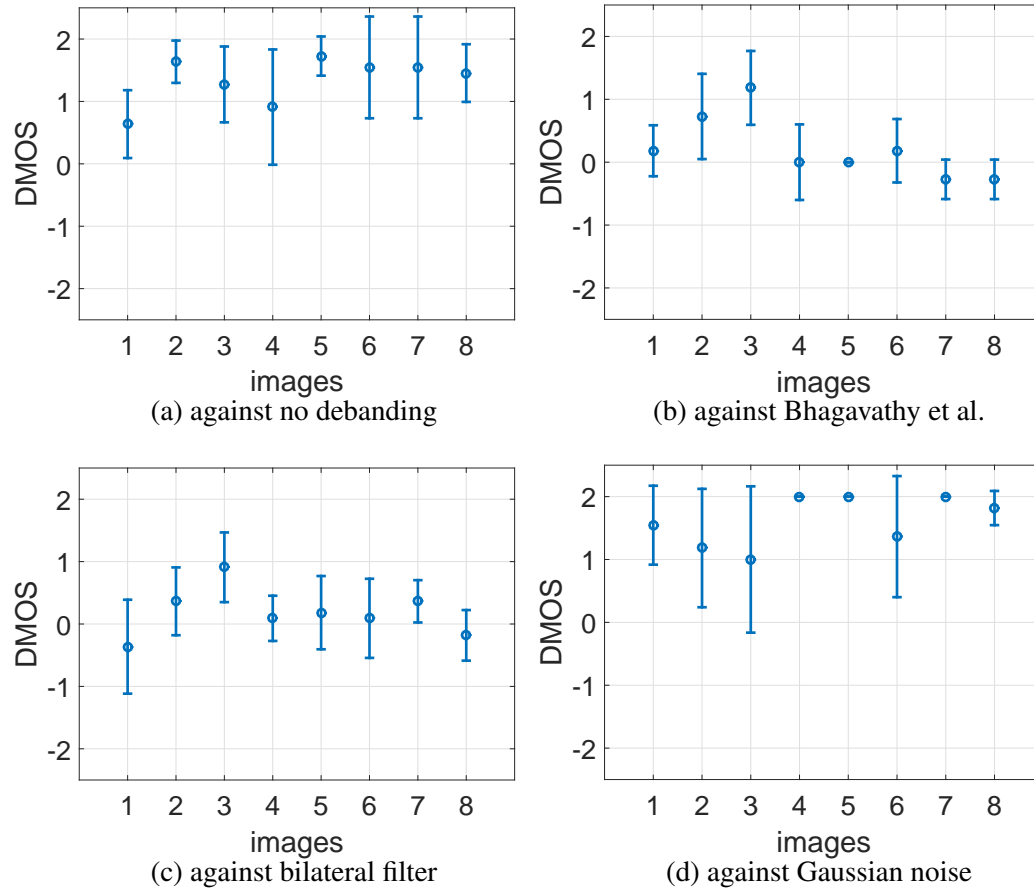 2
1
0
-1
-2
DMOS
1 2 3 4 5 6 7 8
images
(a) against no debanding
2
1
0
-1
-2
DMOS
1 2 3 4 5 6 7 8
images
(b) against Bhagavathy et al.
2
1
0
-1
-2
DMOS
1 2 3 4 5 6 7 8
images
(c) against bilateral filter
2
1
0
-1
-2
DMOS
1 2 3 4 5 6 7 8
images
(d) against Gaussian noise